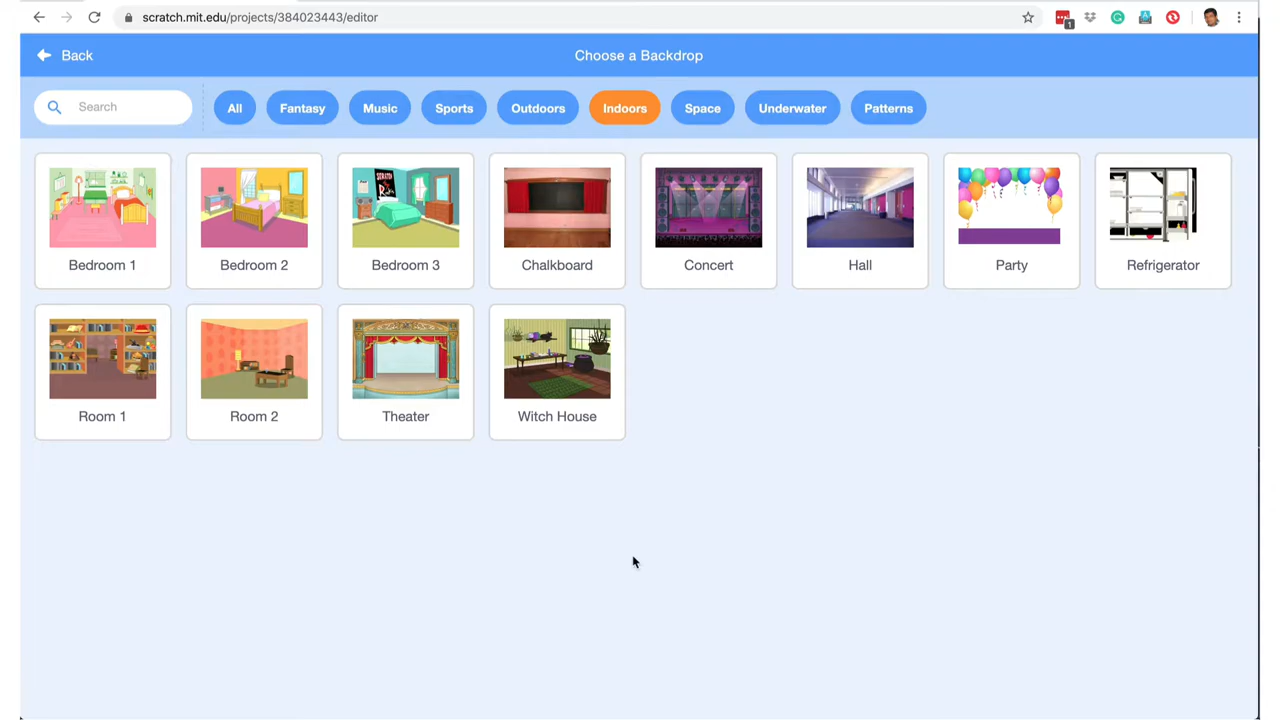 scratch.mit.edu/projects/384023443/editor
1
Back
Choose a Backdrop
Search
All
Fantasy
Music
Sports
Outdoors
Indoors
Space
Underwater
Patterns
Bedroom 1
Bedroom 2
Bedroom 3
Chalkboard
Concert
Hall
Party
Refrigerator
Room 1
Room 2
Theater
Witch House